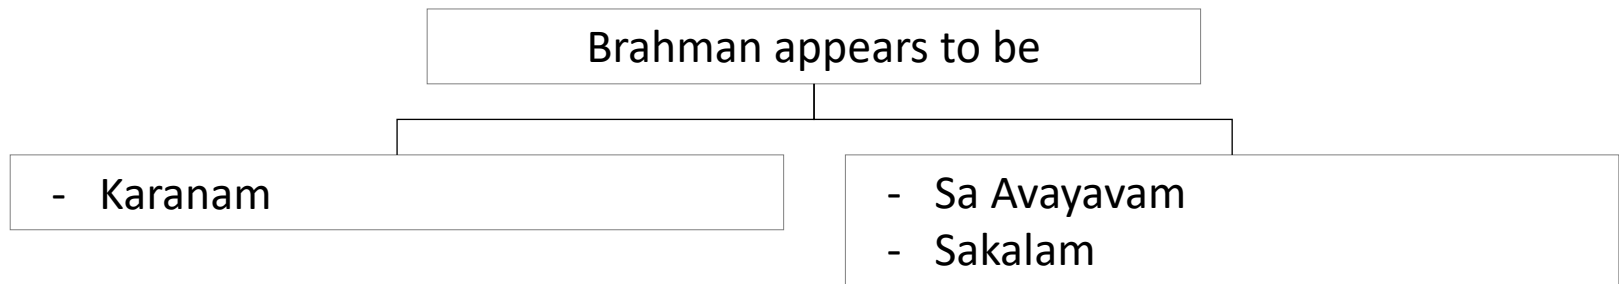 Brahman appears to be
- Karanam
- Sa Avayavam
- Sakalam